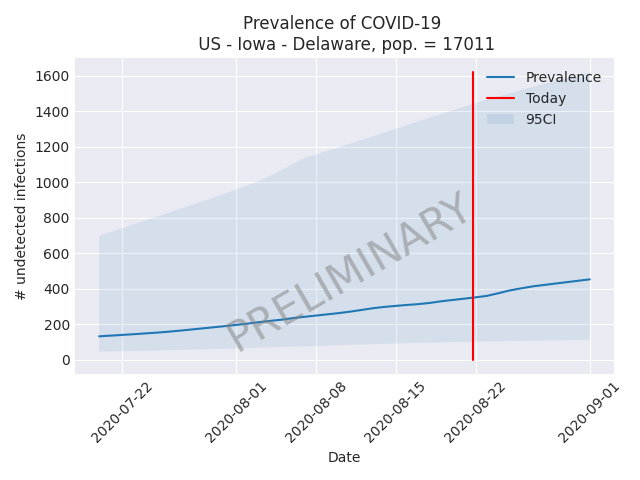 Prevalence of COVID-19
US - Iowa - Delaware, pop. = 17011
1600
1400
1200
1000
800
600
400
200
0
# undetected infections
Prevalence
Today
95CI
PRELIMINARY
2020-07-22
2020-08-01
2020-08-08
2020-08-15
2020-08-22
2020-09-01
Date